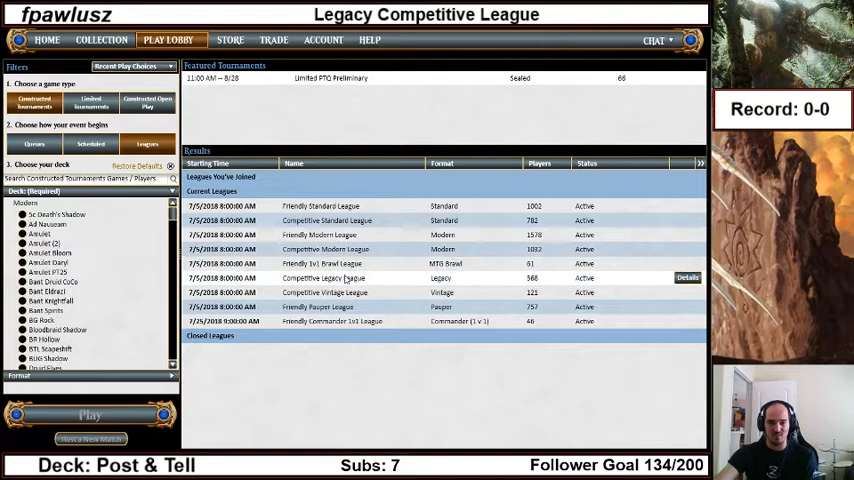 fpawlusz
Legacy Competitive League
HOME COLLECTION PLAY LOBBY STORE TRADE ACCOUNT HELP CHAT
Filters
Recent Play Choices
1. Choose a game type
Constructed Tournaments
Limited Tournaments
Constructed Open Play
2. Choose how your event begins
Queues Scheduled Leagues
3. Choose your deck
Restore Defaults
Search Constructed Tournaments Games / Players
Deck: (Required)
Modern
5c Death's Shadow
Ad Nauseam
Amulet
Amulet (2)
Amulet Bloom
Amulet Daryl
Amulet PT25
Bant Druid CoCo
Bant Eldrazi
Bant Knightfall
Bant Spirits
BG Rock
Bloodbraid Shadow
BR Hollow
BTL Scapeshift
BUG Shadow
Druid Elves
Format
Play
Host a New Match
Featured Tournaments
11:00 AM -- 8/28 Limited PTQ Preliminary Sealed 66
Results
Starting Time Name Format Players Status
Leagues You've Joined
Current Leagues
7/5/2018 8:00:00 AM Friendly Standard League Standard 1002 Active
7/5/2018 8:00:00 AM Competitive Standard League Standard 782 Active
7/5/2018 8:00:00 AM Friendly Modern League Modern 1578 Active
7/5/2018 8:00:00 AM Competitive Modern League Modern 1032 Active
7/5/2018 8:00:00 AM Friendly 1v1 Brawl League MTG Brawl 61 Active
7/5/2018 8:00:00 AM Competitive Legacy League Legacy 566 Active Details
7/5/2018 8:00:00 AM Competitive Vintage League Vintage 121 Active
7/5/2018 8:00:00 AM Friendly Pauper League Pauper 757 Active
7/25/2018 9:00:00 AM Friendly Commander 1v1 League Commander (1 v 1) 46 Active
Closed Leagues
Record: 0-0
Deck: Post & Tell
Subs: 7
Follower Goal 134/200